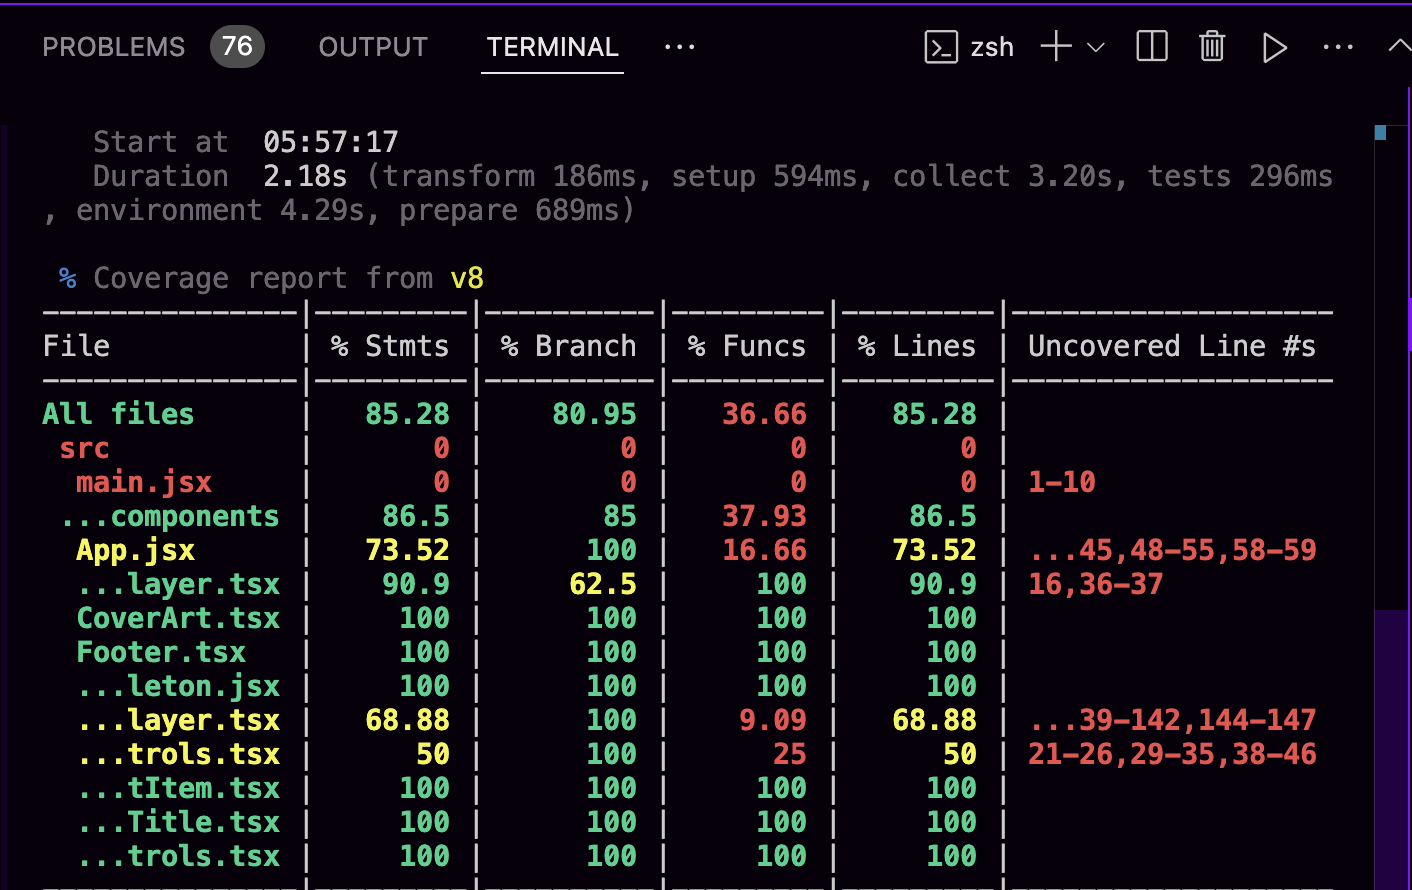 PROBLEMS 76 OUTPUT TERMINAL ... zsh
Start at 05:57:17
Duration 2.18s (transform 186ms, setup 594ms, collect 3.20s, tests 296ms
, environment 4.29s, prepare 689ms)
% Coverage report from v8
File | % Stmts | % Branch | % Funcs | % Lines | Uncovered Line #s
All files | 85.28 | 80.95 | 36.66 | 85.28 |
src | 0 | 0 | 0 | 0 |
main.jsx | 0 | 0 | 0 | 0 | 1-10
...components | 86.5 | 85 | 37.93 | 86.5 |
App.jsx | 73.52 | 100 | 16.66 | 73.52 | ...45,48-55,58-59
...layer.tsx | 90.9 | 62.5 | 100 | 90.9 | 16,36-37
CoverArt.tsx | 100 | 100 | 100 | 100 |
Footer.tsx | 100 | 100 | 100 | 100 |
...leton.jsx | 100 | 100 | 100 | 100 |
...layer.tsx | 68.88 | 100 | 9.09 | 68.88 | ...39-142,144-147
...trols.tsx | 50 | 100 | 25 | 50 | 21-26,29-35,38-46
...tItem.tsx | 100 | 100 | 100 | 100 |
...Title.tsx | 100 | 100 | 100 | 100 |
...trols.tsx | 100 | 100 | 100 | 100 |